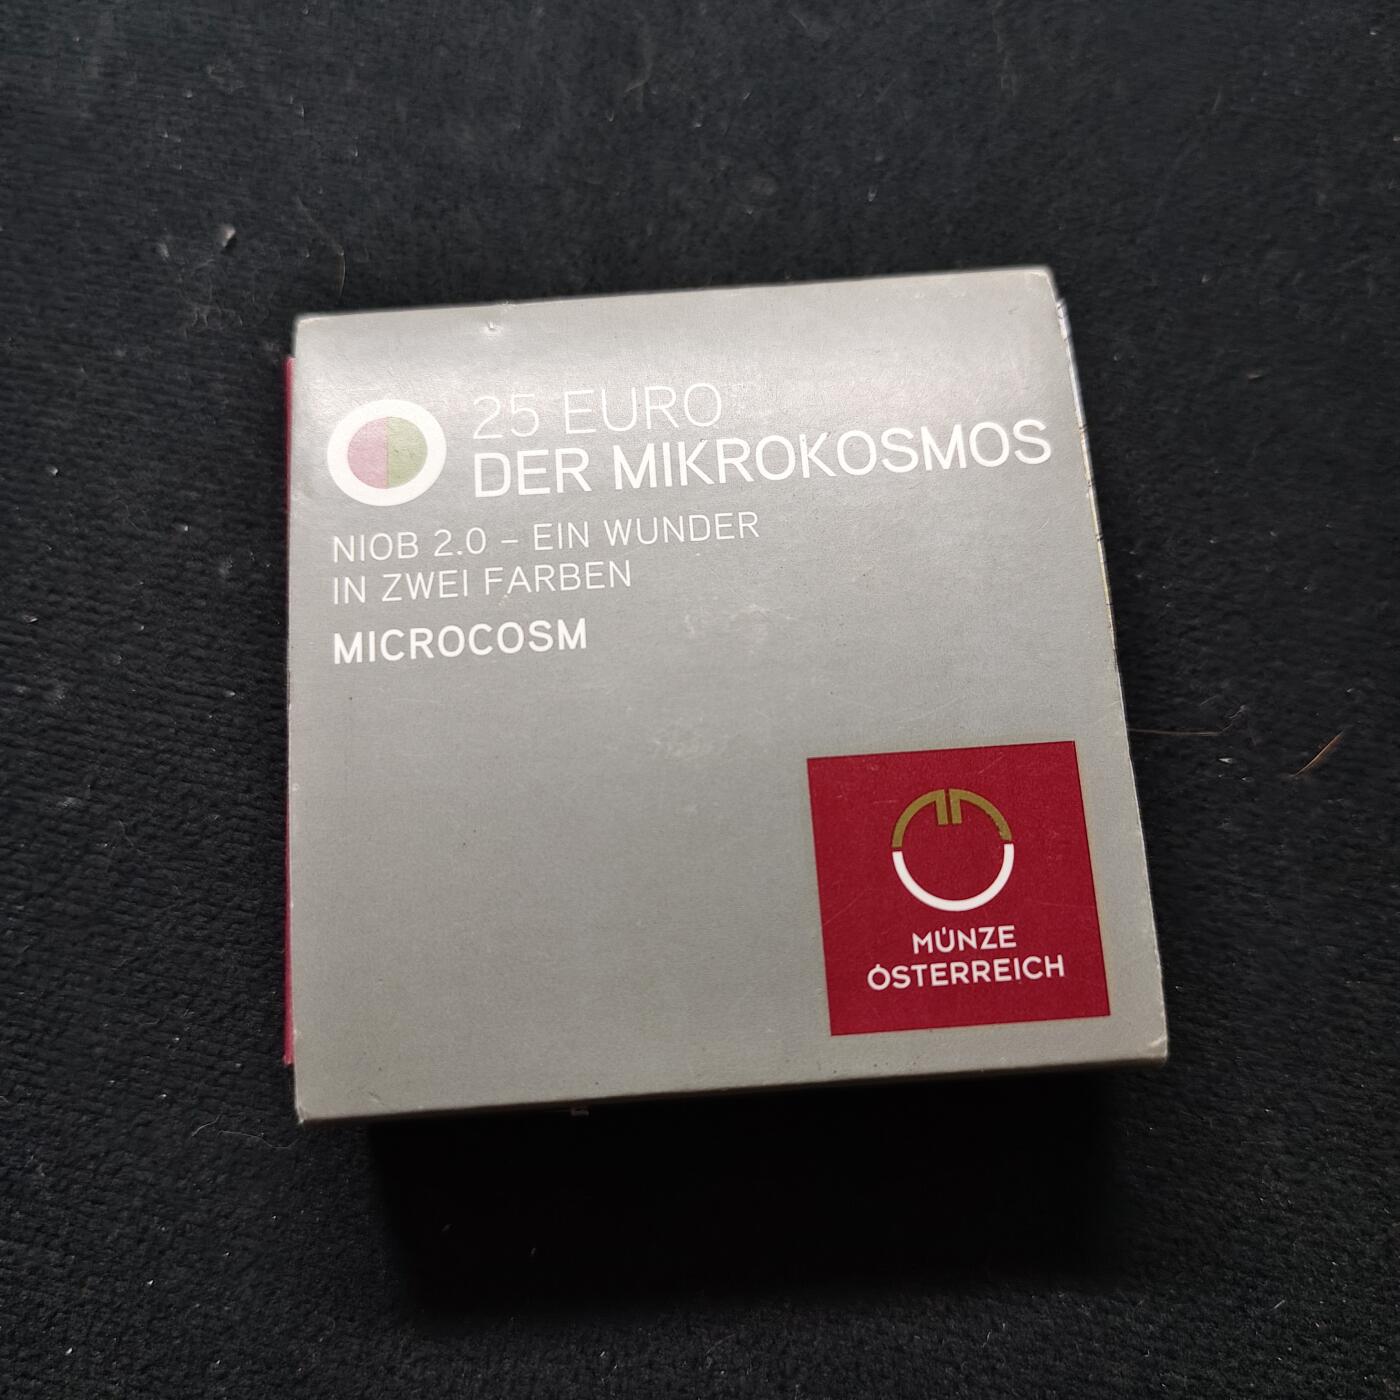 25 EURO
DER MIKROKOSMOS
NIOB 2.0 – EIN WUNDER
IN ZWEI FARBEN
MICROCOSM
MÜNZE
ÖSTERREICH